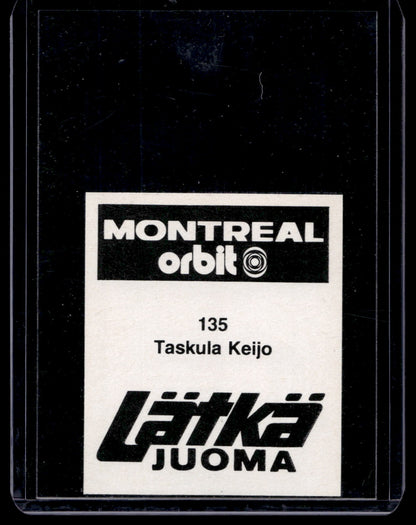 MONTREAL
orbit
135
Taskula Keijo
Lätkä
JUOMA